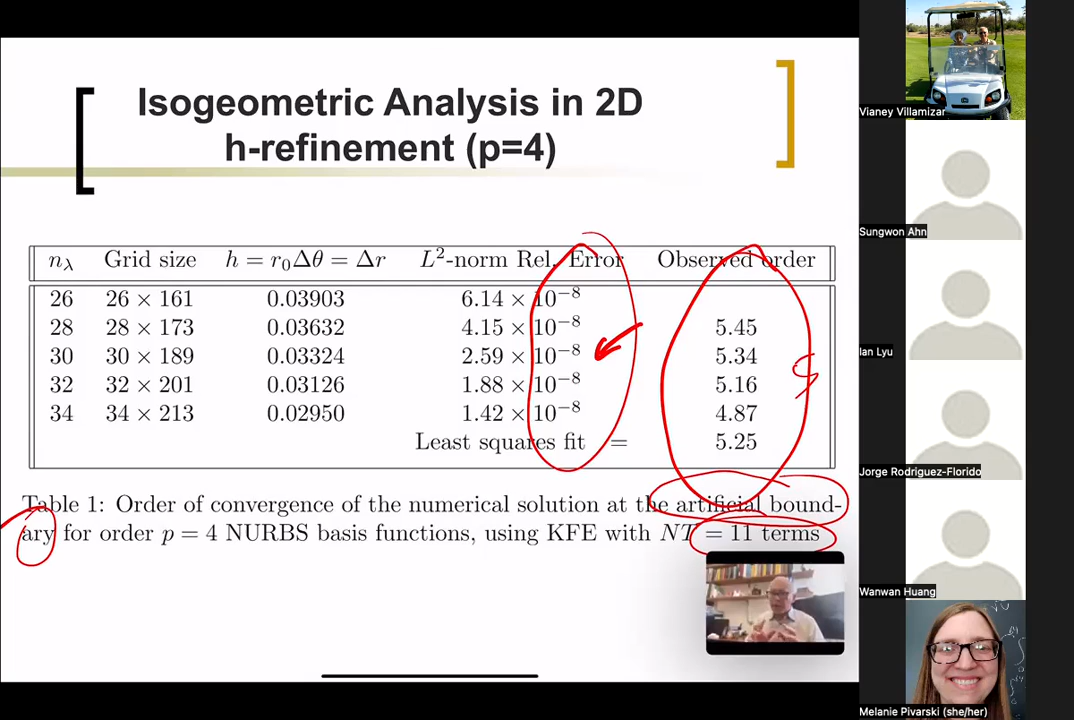 Isogeometric Analysis in 2D
h-refinement (p=4)
n_λ Grid size h = r₀Δθ = Δr L²-norm Rel. Error Observed order
26 26 × 161 0.03903 6.14 × 10⁻⁸
28 28 × 173 0.03632 4.15 × 10⁻⁸ 5.45
30 30 × 189 0.03324 2.59 × 10⁻⁸ 5.34
32 32 × 201 0.03126 1.88 × 10⁻⁸ 5.16
34 34 × 213 0.02950 1.42 × 10⁻⁸ 4.87
Least squares fit = 5.25
Table 1: Order of convergence of the numerical solution at the artificial bound-
ary for order p = 4 NURBS basis functions, using KFE with NT = 11 terms
Vianey Villamizar
Sungwon Ahn
Ian Lyu
Jorge Rodriguez-Florido
Wanwan Huang
Melanie Pivarski (she/her)